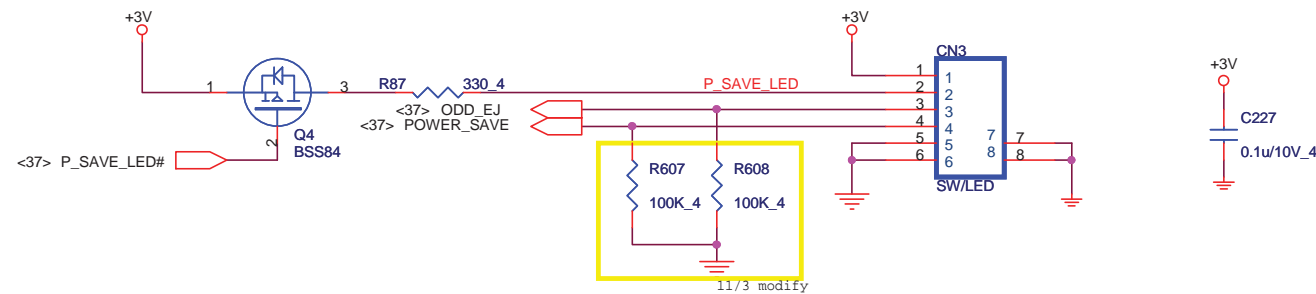 +3V
+3V
CN3
+3V
1
3
R87
330_4
P_SAVE_LED
1
1
2
2
C227
<37> ODD_EJ
3
3
<37> POWER_SAVE
4
4
Q4
BSS84
2
5
5
6
6
7
7
8
8
0.1u/10V_4
<37> P_SAVE_LED#
R607
R608
SW/LED
100K_4
100K_4
11/3 modify